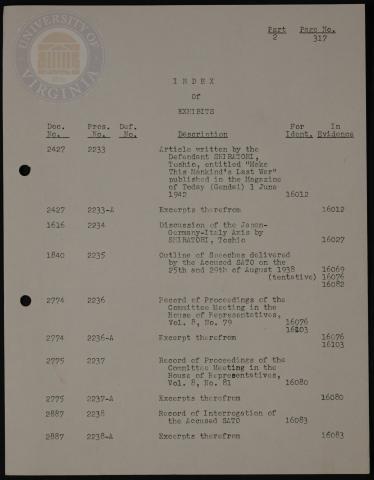 UNIVERSITY OF VIRGINIA
Part Page No.
2 317
INDEX
Of
EXHIBITS
Doc. Pros. Def. For In
No. No. No. Description Ident. Evidence
2427 2233 Article written by the
Defendant SHIRATORI,
Toshio, entitled "Make
This Mankind's Last War"
published in the Magazine
of Today (Gendai) 1 June
1942 16012
2427 2233-A Excerpts therefrom 16012
1616 2234 Discussion of the Japan-
Germany-Italy Axis by
SHIRATORI, Toshio 16027
1840 2235 Outline of Speeches delivered
by the Accused SATO on the
25th and 29th of August 1938 16069
(tentative) 16076
16082
2774 2236 Record of Proceedings of the
Committee Meeting in the
House of Representatives,
Vol. 8, No. 79 16076
16103
2774 2236-A Excerpt therefrom 16076
16103
2775 2237 Record of Proceedings of the
Committee Meeting in the
House of Representatives,
Vol. 8, No. 81 16080
2775 2237-A Excerpts therefrom 16080
2887 2238 Record of Interrogation of
the Accused SATO 16083
2887 2238-A Excerpts therefrom 16083